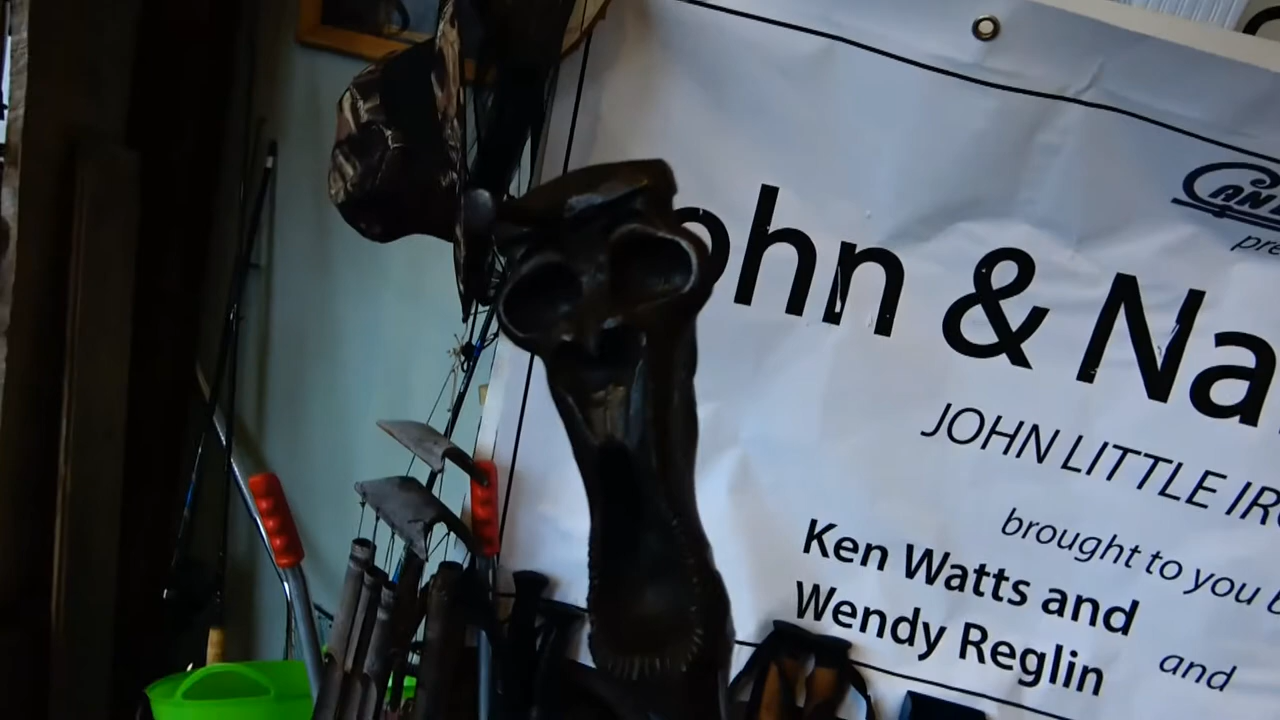 ohn & Na
JOHN LITTLE IR
brought to you b
Ken Watts and
Wendy Reglin
and